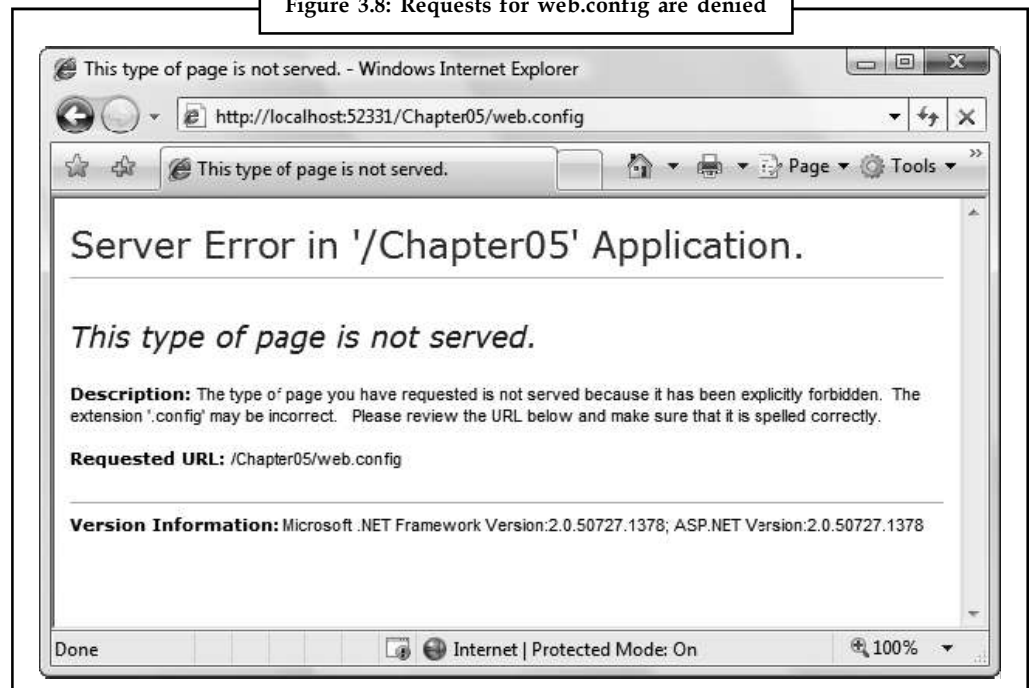 Figure 3.8: Requests for web.config are denied
This type of page is not served. - Windows Internet Explorer
http://localhost:52331/Chapter05/web.config
This type of page is not served.
Page
Tools
Server Error in '/Chapter05' Application.
This type of page is not served.
Description: The type of page you have requested is not served because it has been explicitly forbidden. The
extension '.config' may be incorrect. Please review the URL below and make sure that it is spelled correctly.
Requested URL: /Chapter05/web.config
Version Information: Microsoft .NET Framework Version:2.0.50727.1378; ASP.NET Version:2.0.50727.1378
Done
Internet | Protected Mode: On
100%